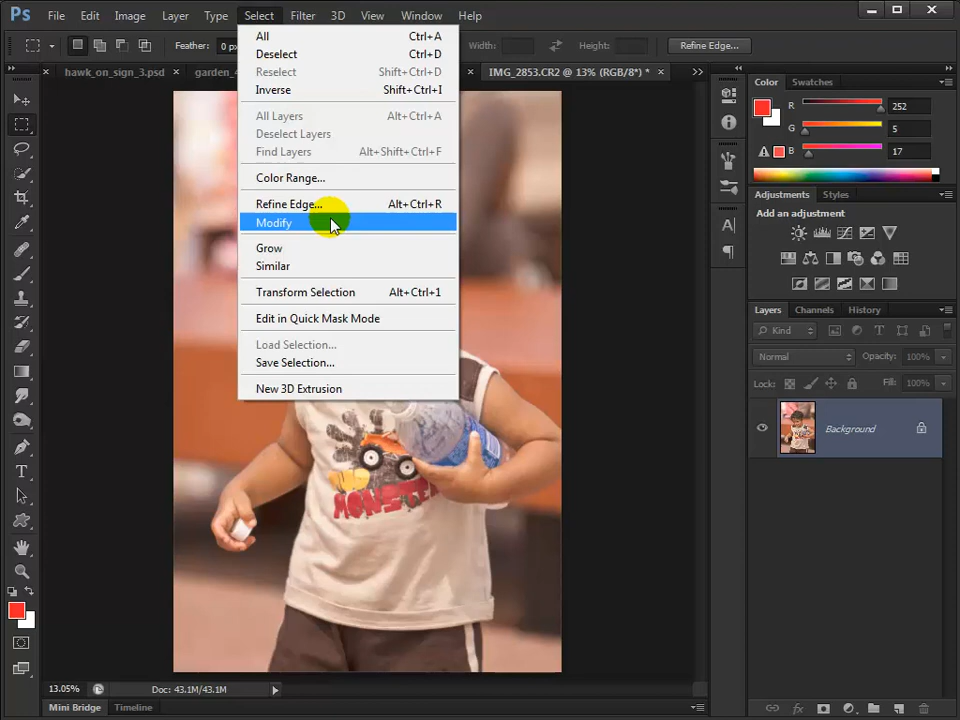 Ps File Edit Image Layer Type Select Filter 3D View Window Help
Feather: 0 p Width: Height: Refine Edge...
hawk_on_sign_3.psd × garden_ × IMG_2853.CR2 @ 13% (RGB/8*) * ×
All Ctrl+A
Deselect Ctrl+D
Reselect Shift+Ctrl+D
Inverse Shift+Ctrl+I
All Layers Alt+Ctrl+A
Deselect Layers
Find Layers Alt+Shift+Ctrl+F
Color Range...
Refine Edge... Alt+Ctrl+R
Modify
Grow
Similar
Transform Selection Alt+Ctrl+1
Edit in Quick Mask Mode
Load Selection...
Save Selection...
New 3D Extrusion
MONSTER
Color Swatches
R 252
G 5
B 17
Adjustments Styles
Add an adjustment
Layers Channels History
Kind
Normal Opacity: 100%
Lock: Fill: 100%
Background
13.05% Doc: 43.1M/43.1M
Mini Bridge Timeline